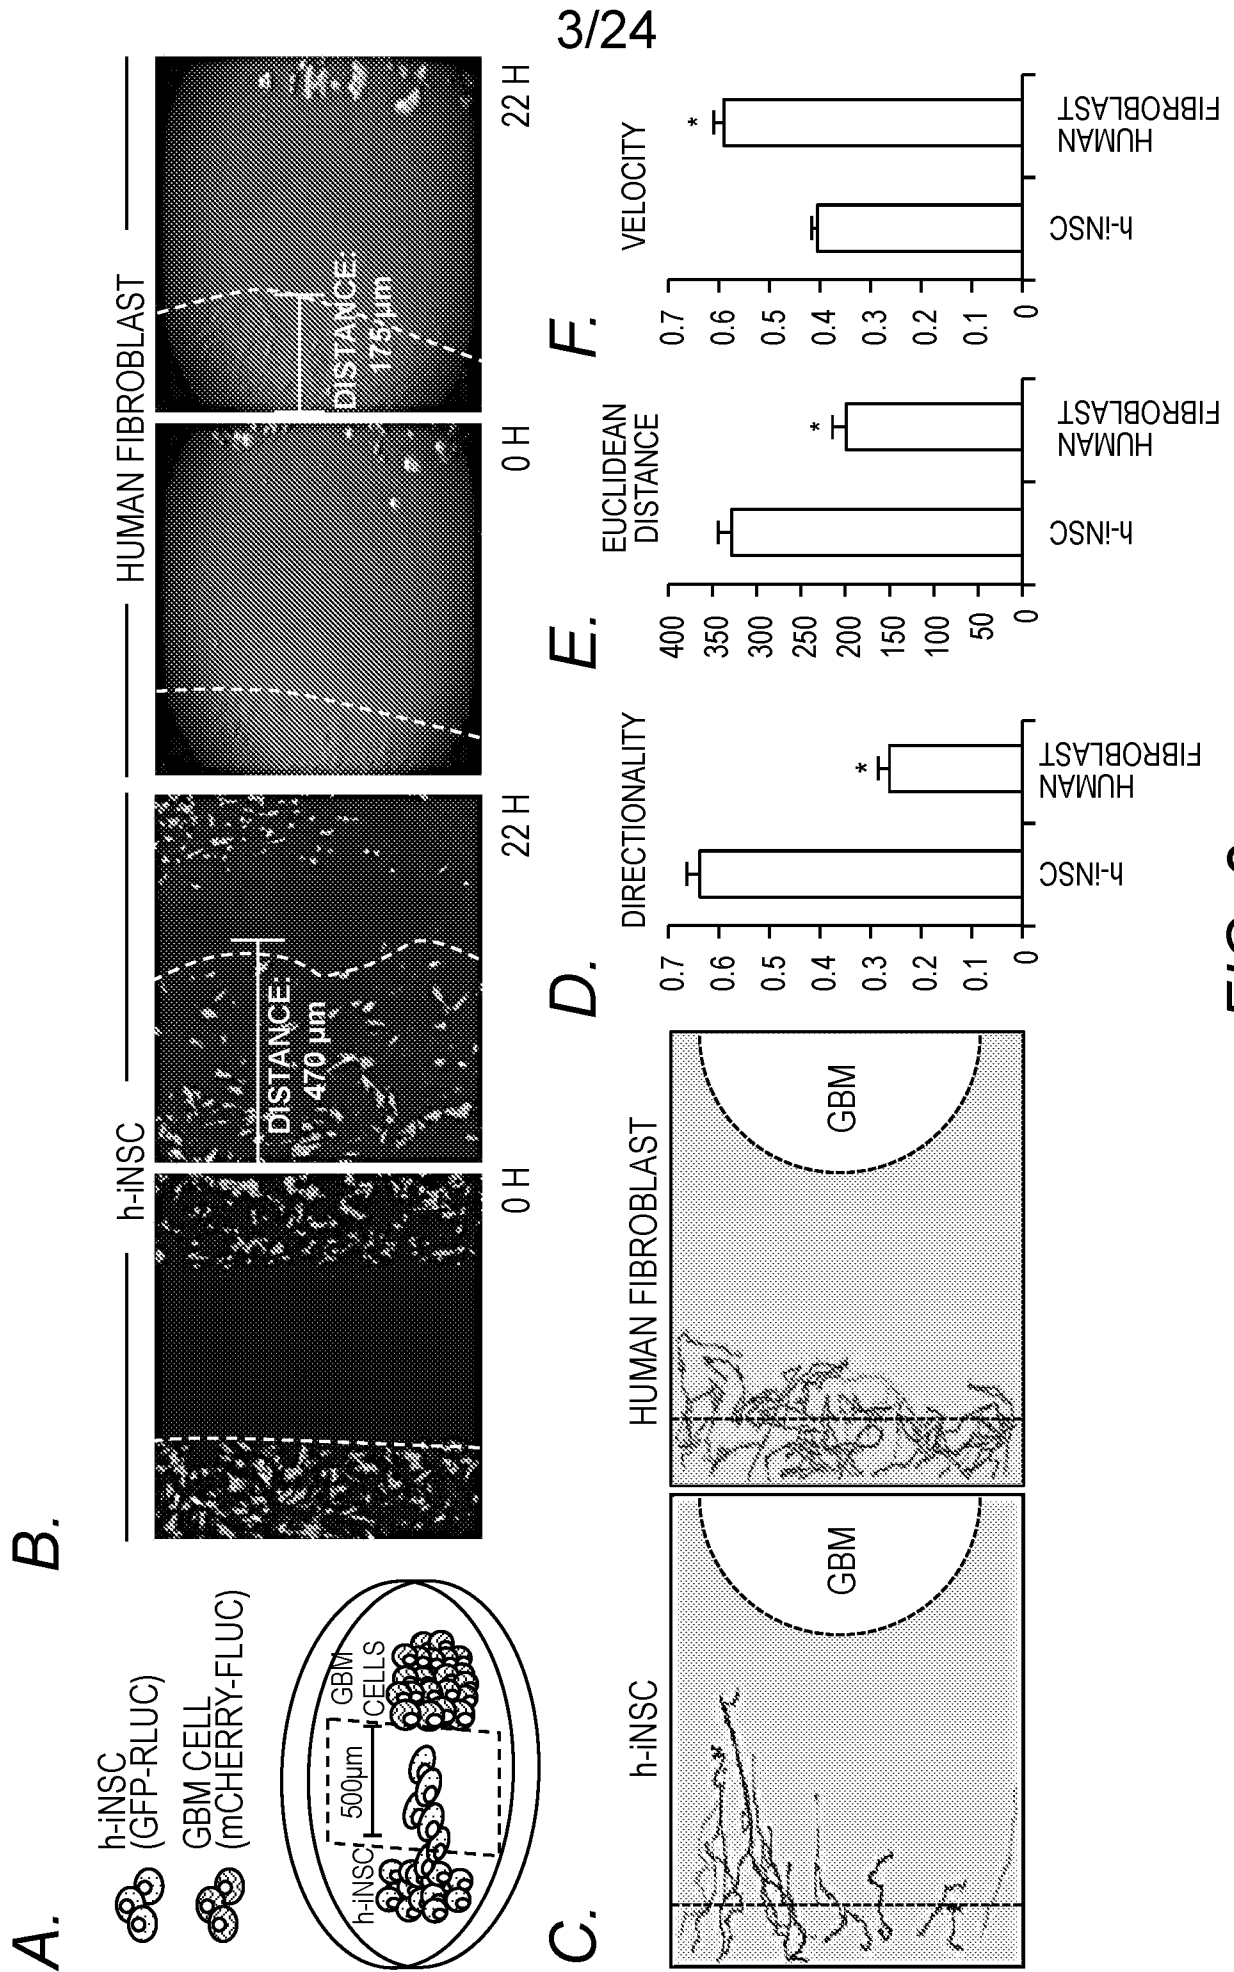 3/24
A.
h-iNSC
(GFP-RLUC)
GBM CELL
(mCHERRY-FLUC)
h-iNSC
500µm
GBM
CELLS
B.
h-iNSC
HUMAN FIBROBLAST
DISTANCE:
470 µm
DISTANCE:
175 µm
0 H
22 H
0 H
22 H
C.
h-iNSC
HUMAN FIBROBLAST
GBM
GBM
D.
DIRECTIONALITY
0.7
0.6
0.5
0.4
0.3
0.2
0.1
0
*
h-iNSC
HUMAN
FIBROBLAST
E.
EUCLIDEAN
DISTANCE
400
350
300
250
200
150
100
50
0
*
h-iNSC
HUMAN
FIBROBLAST
F.
VELOCITY
0.7
0.6
0.5
0.4
0.3
0.2
0.1
0
*
h-iNSC
HUMAN
FIBROBLAST